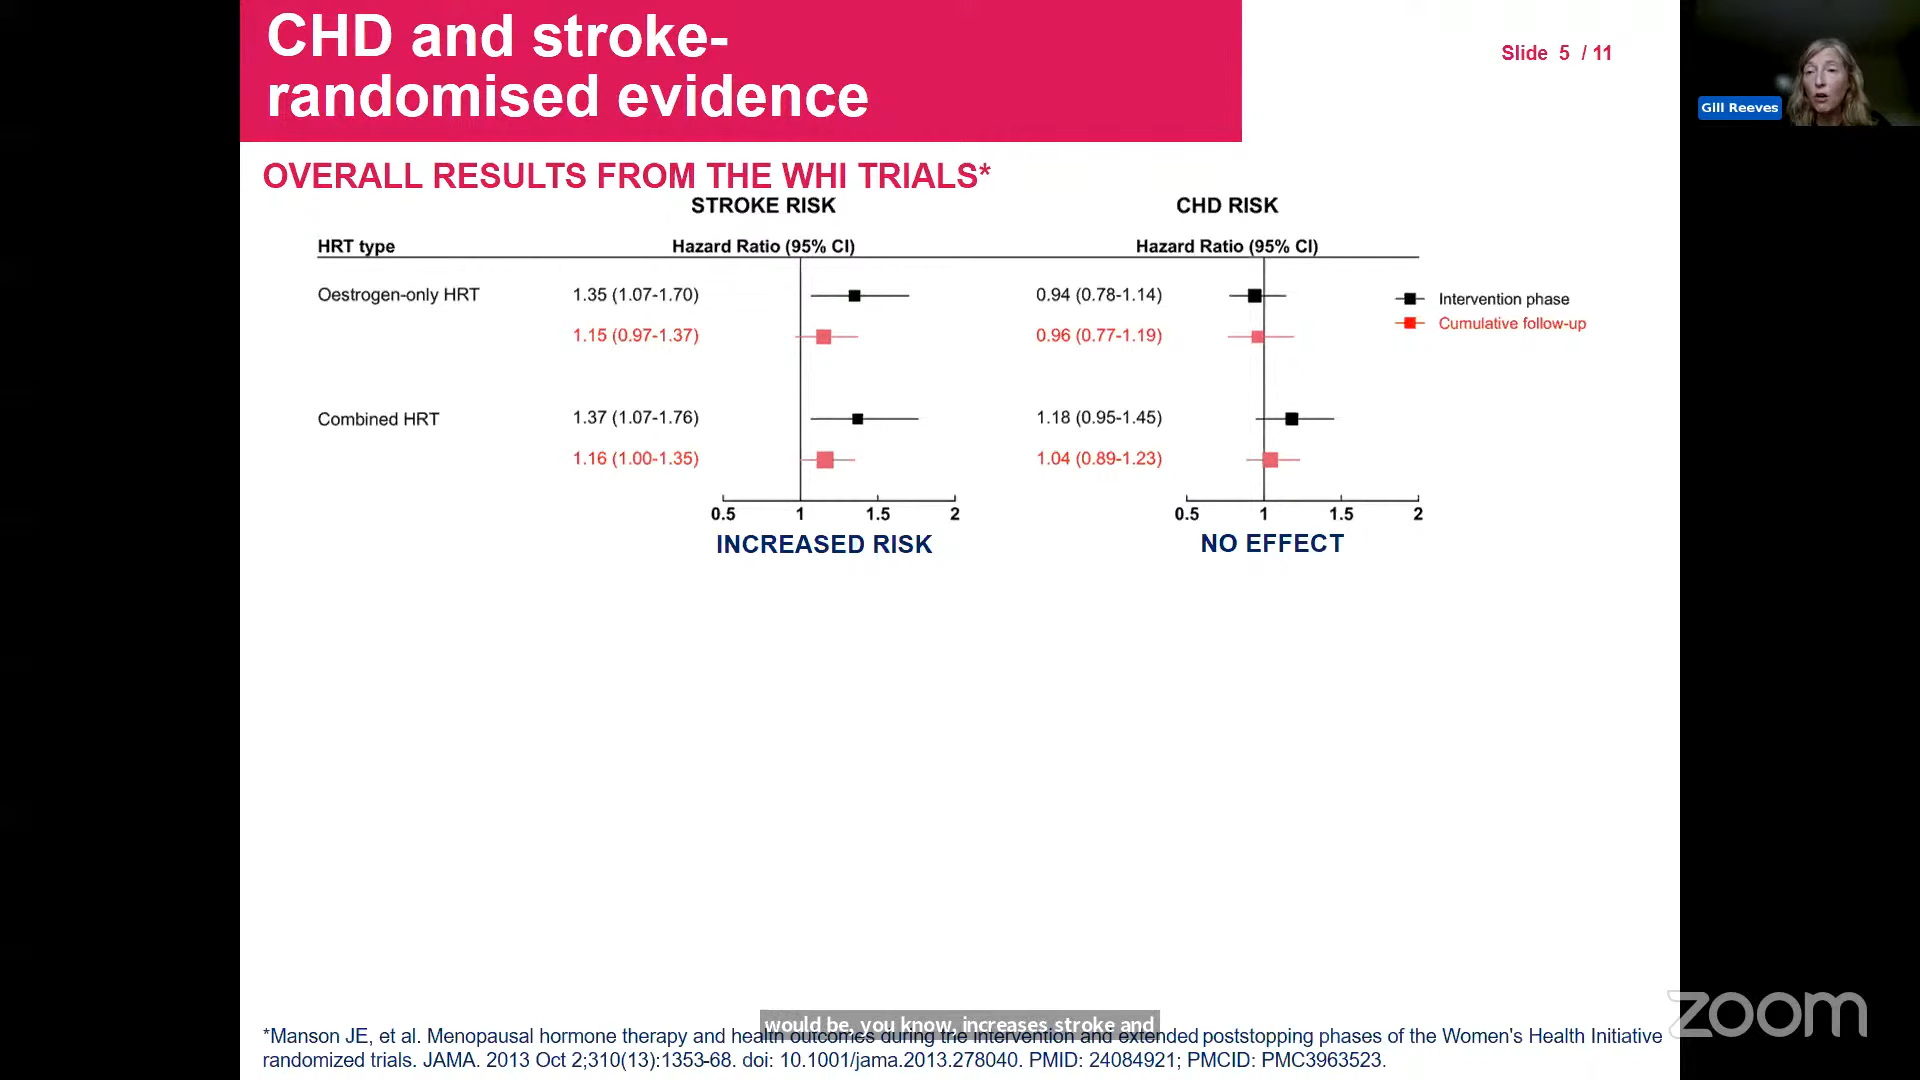 CHD and stroke-
randomised evidence
Slide 5 / 11
Gill Reeves
OVERALL RESULTS FROM THE WHI TRIALS*
STROKE RISK
CHD RISK
HRT type
Hazard Ratio (95% CI)
Hazard Ratio (95% CI)
Oestrogen-only HRT
1.35 (1.07-1.70)
0.94 (0.78-1.14)
Intervention phase
1.15 (0.97-1.37)
0.96 (0.77-1.19)
Cumulative follow-up
Combined HRT
1.37 (1.07-1.76)
1.18 (0.95-1.45)
1.16 (1.00-1.35)
1.04 (0.89-1.23)
0.5 1 1.5 2
0.5 1 1.5 2
INCREASED RISK
NO EFFECT
would be, you know, increases stroke and
*Manson JE, et al. Menopausal hormone therapy and health outcomes during the intervention and extended poststopping phases of the Women's Health Initiative
randomized trials. JAMA. 2013 Oct 2;310(13):1353-68. doi: 10.1001/jama.2013.278040. PMID: 24084921; PMCID: PMC3963523.
zoom